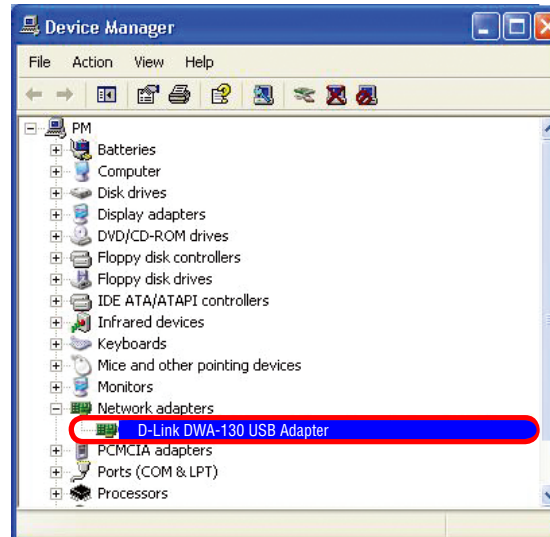 Device Manager
File Action View Help
PM
Batteries
Computer
Disk drives
Display adapters
DVD/CD-ROM drives
Floppy disk controllers
Floppy disk drives
IDE ATA/ATAPI controllers
Infrared devices
Keyboards
Mice and other pointing devices
Monitors
Network adapters
D-Link DWA-130 USB Adapter
PCMCIA adapters
Ports (COM & LPT)
Processors